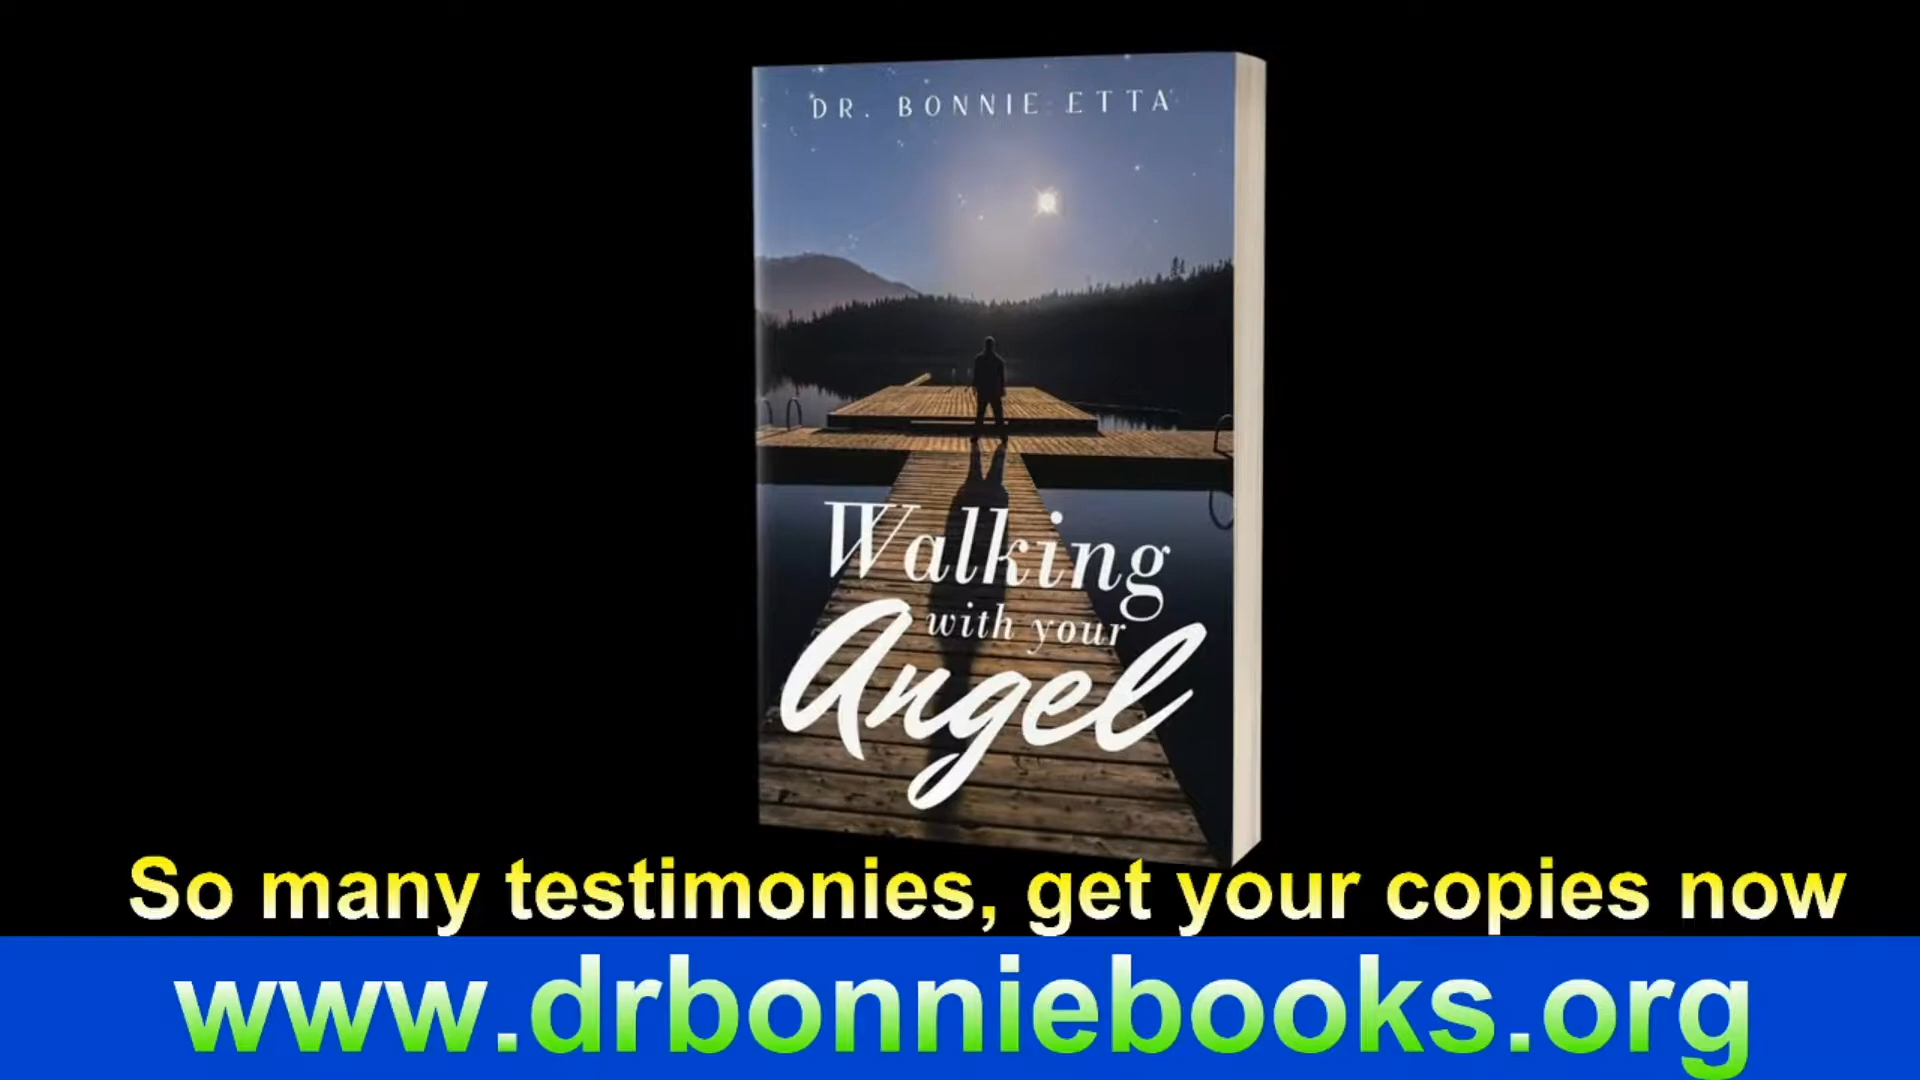 DR. BONNIE ETTA
Walking
with your
Angel
So many testimonies, get your copies now
www.drbonniebooks.org